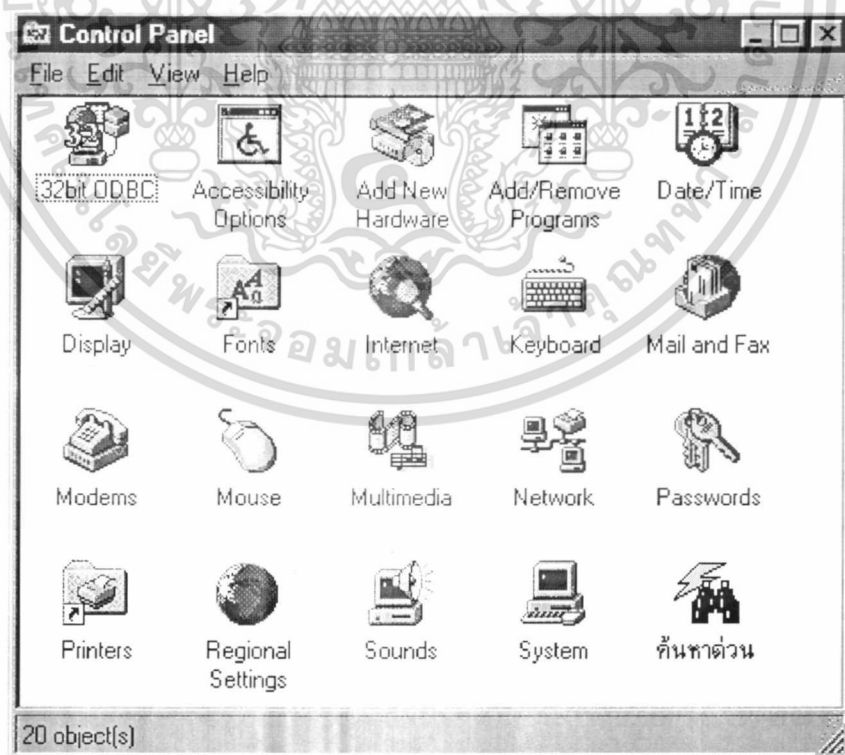 Control Panel
File Edit View Help
32bit ODBC
Accessibility Options
Add New Hardware
Add/Remove Programs
Date/Time
Display
Fonts
Internet
Keyboard
Mail and Fax
Modems
Mouse
Multimedia
Network
Passwords
Printers
Regional Settings
Sounds
System
ค้นหาด่วน
20 object(s)